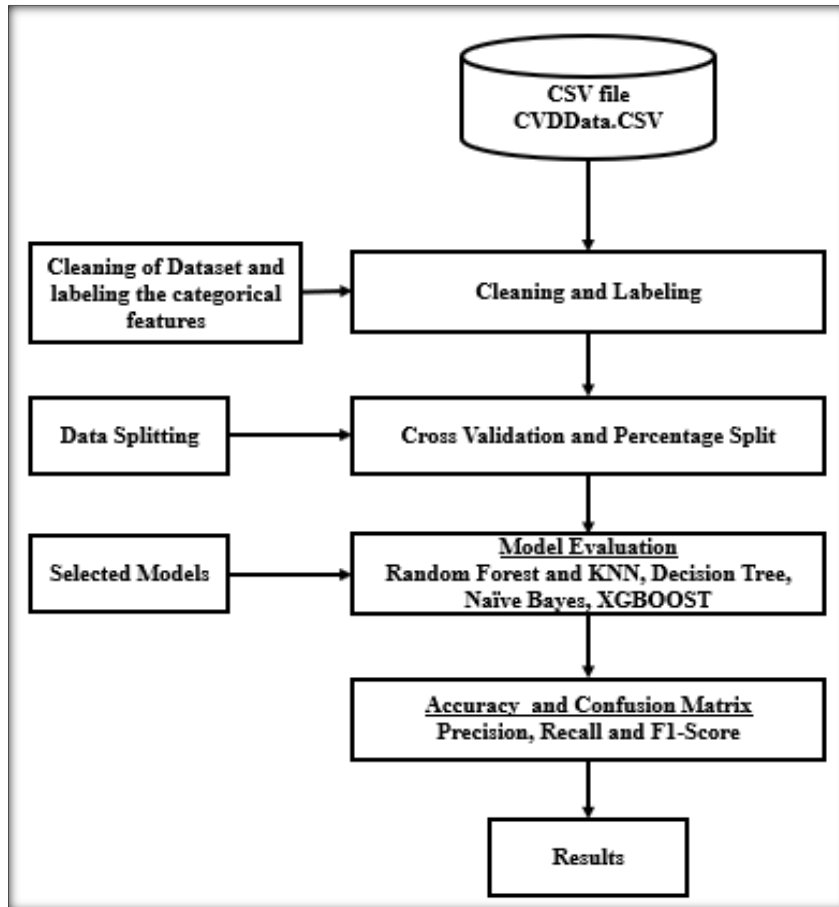 CSV file
CVDData.CSV
Cleaning of Dataset and
labeling the categorical
features
Cleaning and Labeling
Data Splitting
Cross Validation and Percentage Split
Selected Models
Model Evaluation
Random Forest and KNN, Decision Tree,
Naïve Bayes, XGBOOST
Accuracy and Confusion Matrix
Precision, Recall and F1-Score
Results